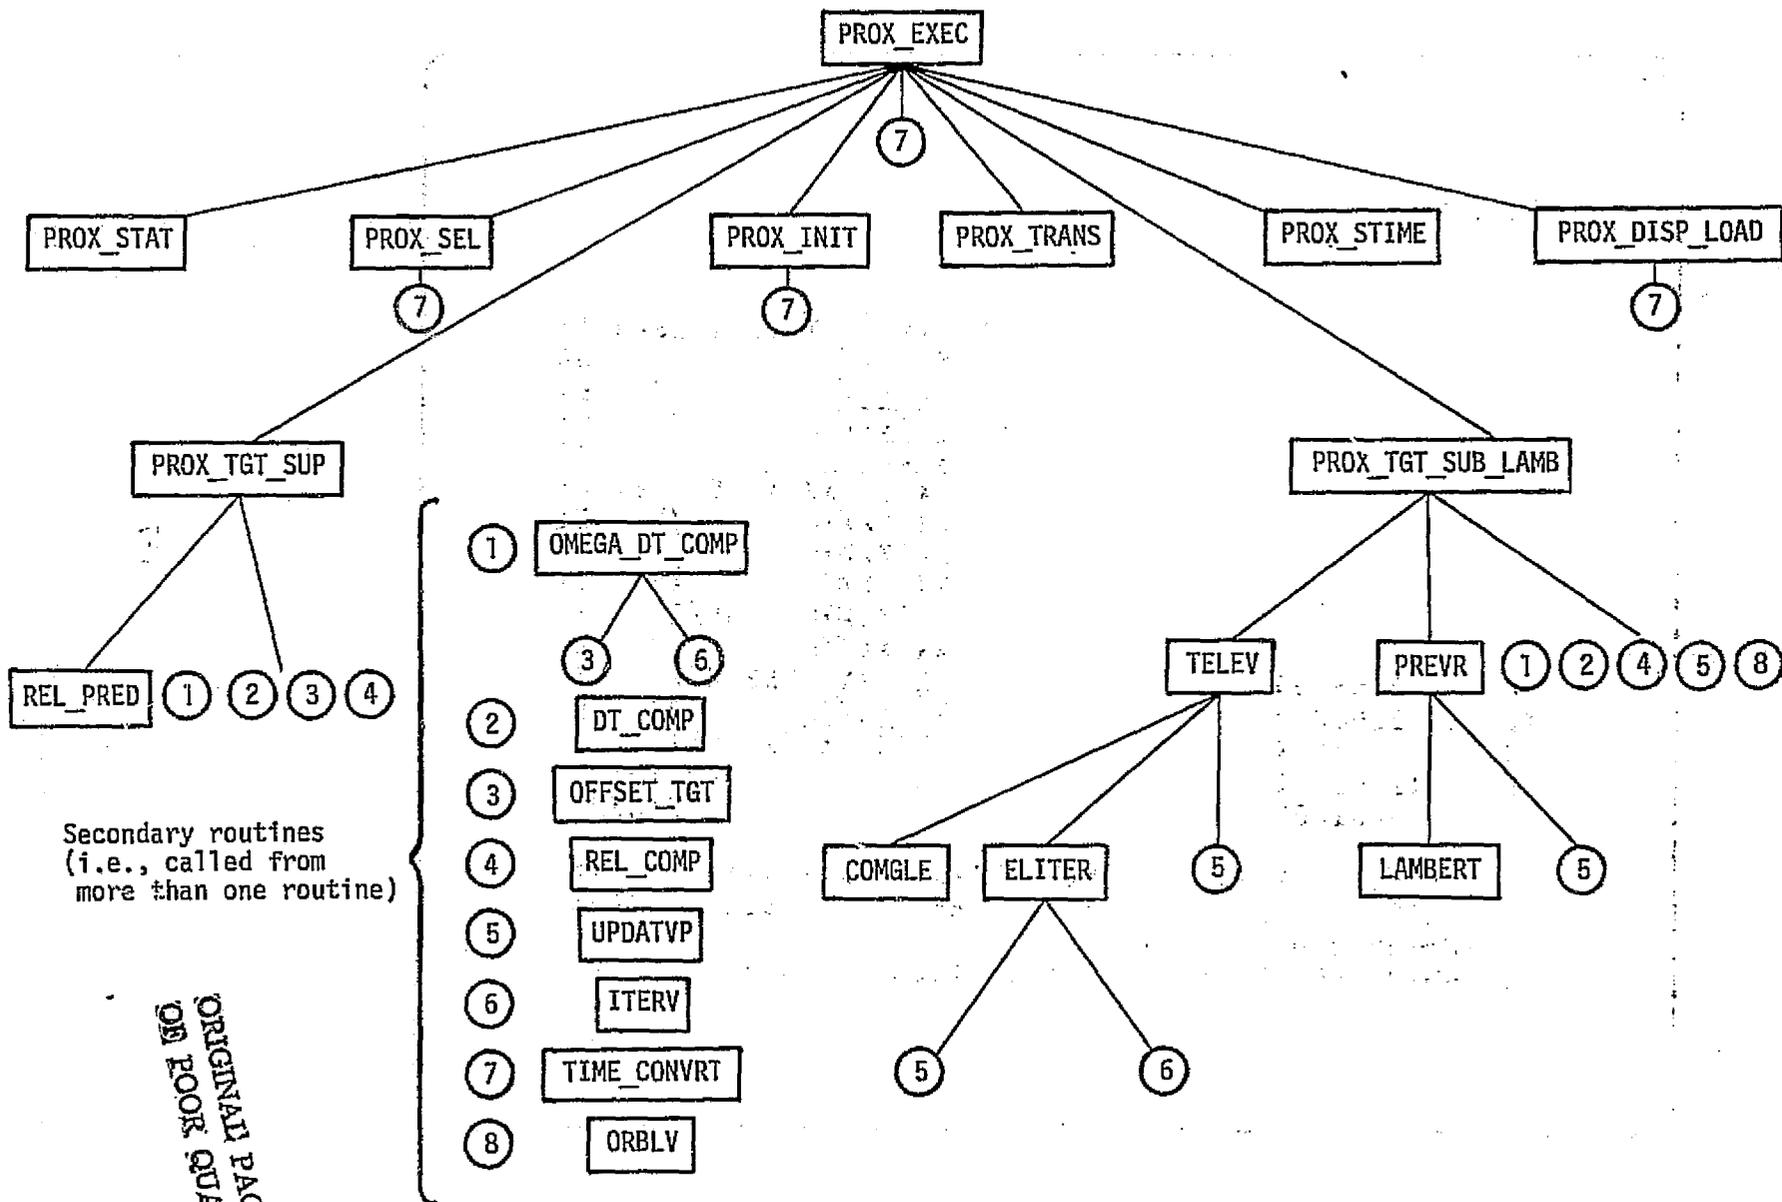 PROX_EXEC
7
PROX_STAT
PROX_SEL
PROX_INIT
PROX_TRANS
PROX_STIME
PROX_DISP_LOAD
7
7
7
PROX_TGT_SUP
PROX_TGT_SUB_LAMB
REL_PRED 1 2 3 4
1 OMEGA_DT_COMP
3 6
2 DT_COMP
3 OFFSET_TGT
4 REL_COMP
5 UPDATVP
6 ITERV
7 TIME_CONVRT
8 ORBLV
Secondary routines
(i.e., called from
more than one routine)
TELEV
PREVR 1 2 4 5 8
COMGLE
ELITER
5
LAMBERT
5
5
6
ORIGINAL PAG
OF POOR QUA